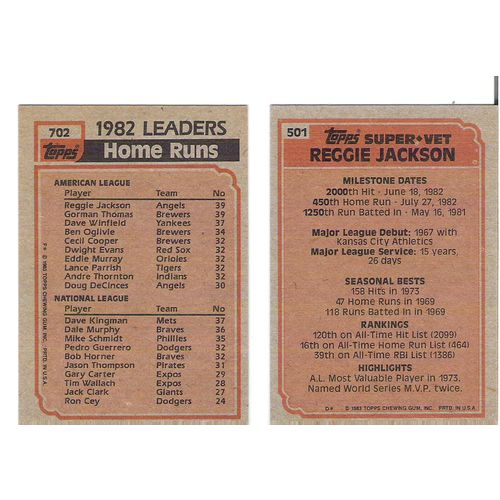 702
1982 LEADERS
Topps Home Runs
AMERICAN LEAGUE
Player Team No
Reggie Jackson Angels 39
Gorman Thomas Brewers 39
Dave Winfield Yankees 37
Ben Oglivie Brewers 34
Cecil Cooper Brewers 32
Dwight Evans Red Sox 32
Eddie Murray Orioles 32
Lance Parrish Tigers 32
Andre Thornton Indians 32
Doug DeCinces Angels 30
NATIONAL LEAGUE
Player Team No
Dave Kingman Mets 37
Dale Murphy Braves 36
Mike Schmidt Phillies 35
Pedro Guerrero Dodgers 32
Bob Horner Braves 32
Jason Thompson Pirates 31
Gary Carter Expos 29
Tim Wallach Expos 28
Jack Clark Giants 27
Ron Cey Dodgers 24
F* © 1983 TOPPS CHEWING GUM, INC. PRTD. IN U.S.A.
501
Topps SUPER VET
REGGIE JACKSON
MILESTONE DATES
2000th Hit - June 18, 1982
450th Home Run - July 27, 1982
1250th Run Batted In - May 16, 1981
Major League Debut: 1967 with
Kansas City Athletics
Major League Service: 15 years,
26 days
SEASONAL BESTS
158 Hits in 1973
47 Home Runs in 1969
118 Runs Batted In in 1969
RANKINGS
120th on All-Time Hit List (2099)
16th on All-Time Home Run List (464)
39th on All-Time RBI List (1386)
HIGHLIGHTS
A.L. Most Valuable Player in 1973.
Named World Series M.V.P. twice.
D* © 1983 TOPPS CHEWING GUM, INC. PRTD. IN U.S.A.